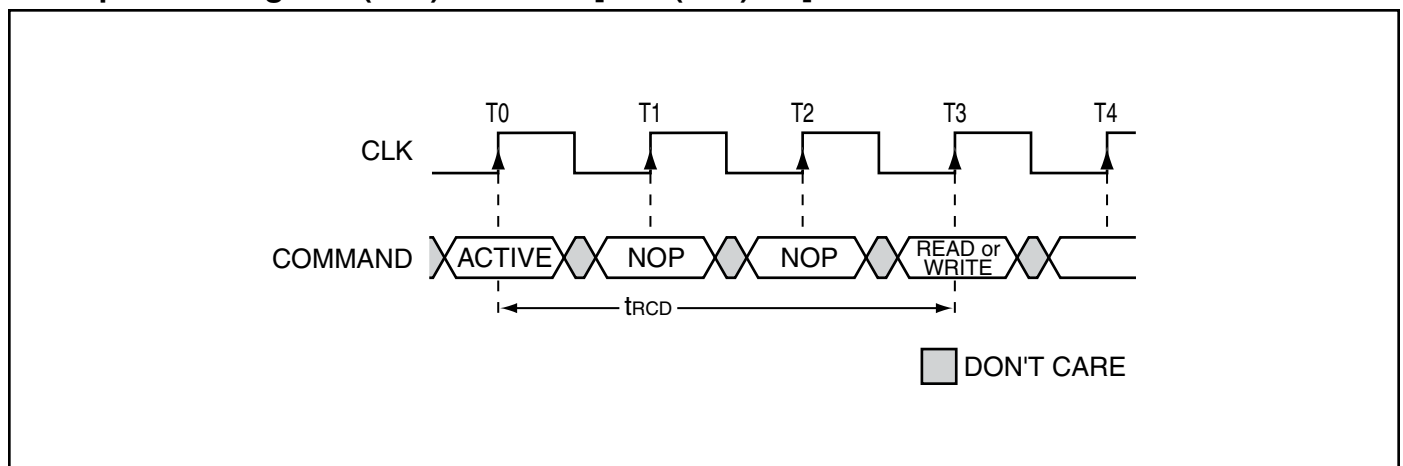 T0 T1 T2 T3 T4
CLK
COMMAND ACTIVE NOP NOP READ or
WRITE
tRCD
DON'T CARE